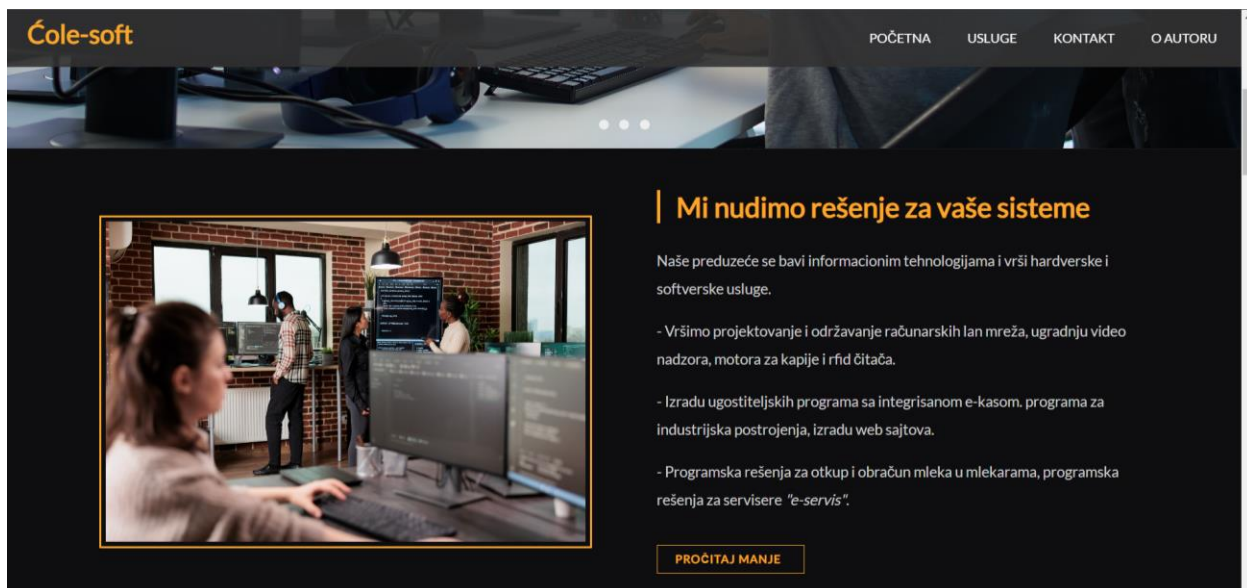 Ćole-soft
POČETNA USLUGE KONTAKT O AUTORU
Mi nudimo rešenje za vaše sisteme
Naše preduzeće se bavi informacionim tehnologijama i vrši hardverske i
softverske usluge.
- Vršimo projektovanje i održavanje računarskih lan mreža, ugradnju video
nadzora, motora za kapije i rfid čitača.
- Izradu ugostiteljskih programa sa integrisanom e-kasom. programa za
industrijska postrojenja, izradu web sajtova.
- Programska rešenja za otkup i obračun mleka u mlekarama, programska
rešenja za servisere "e-servis".
PROČITAJ MANJE